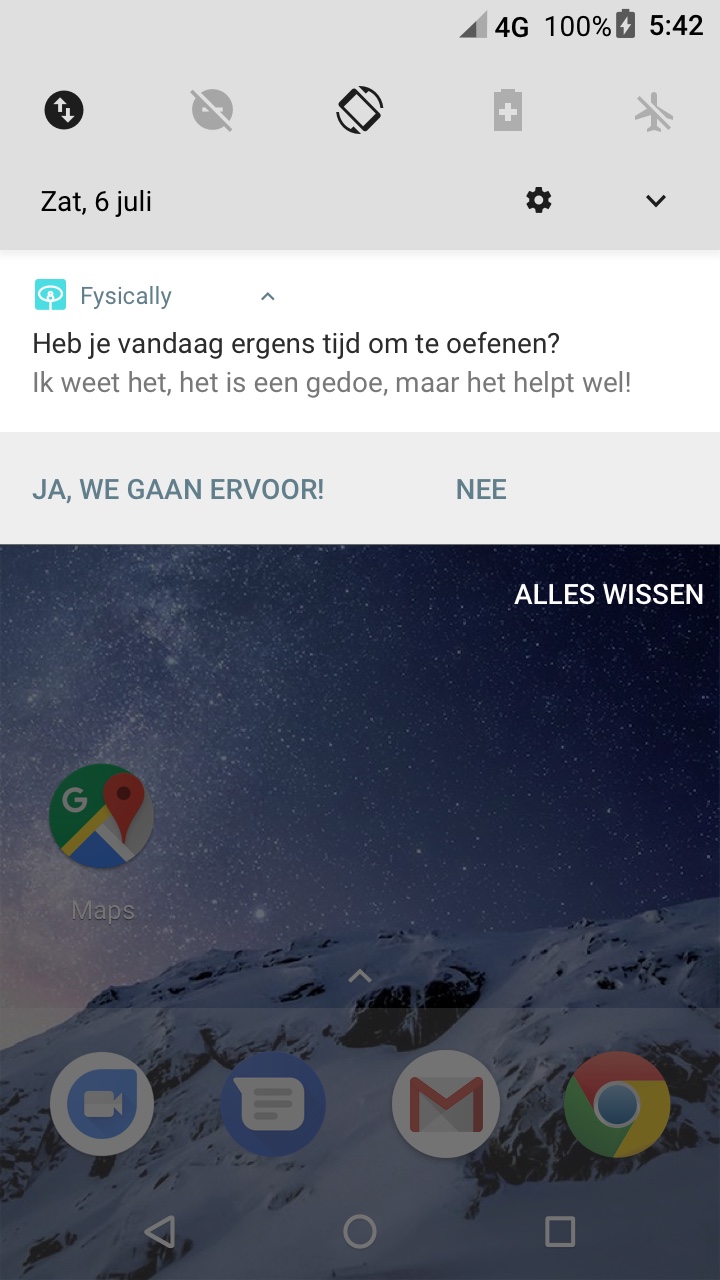 4G 100% 5:42
Zat, 6 juli
Fysically
Heb je vandaag ergens tijd om te oefenen?
Ik weet het, het is een gedoe, maar het helpt wel!
JA, WE GAAN ERVOOR! NEE
ALLES WISSEN
G
Maps